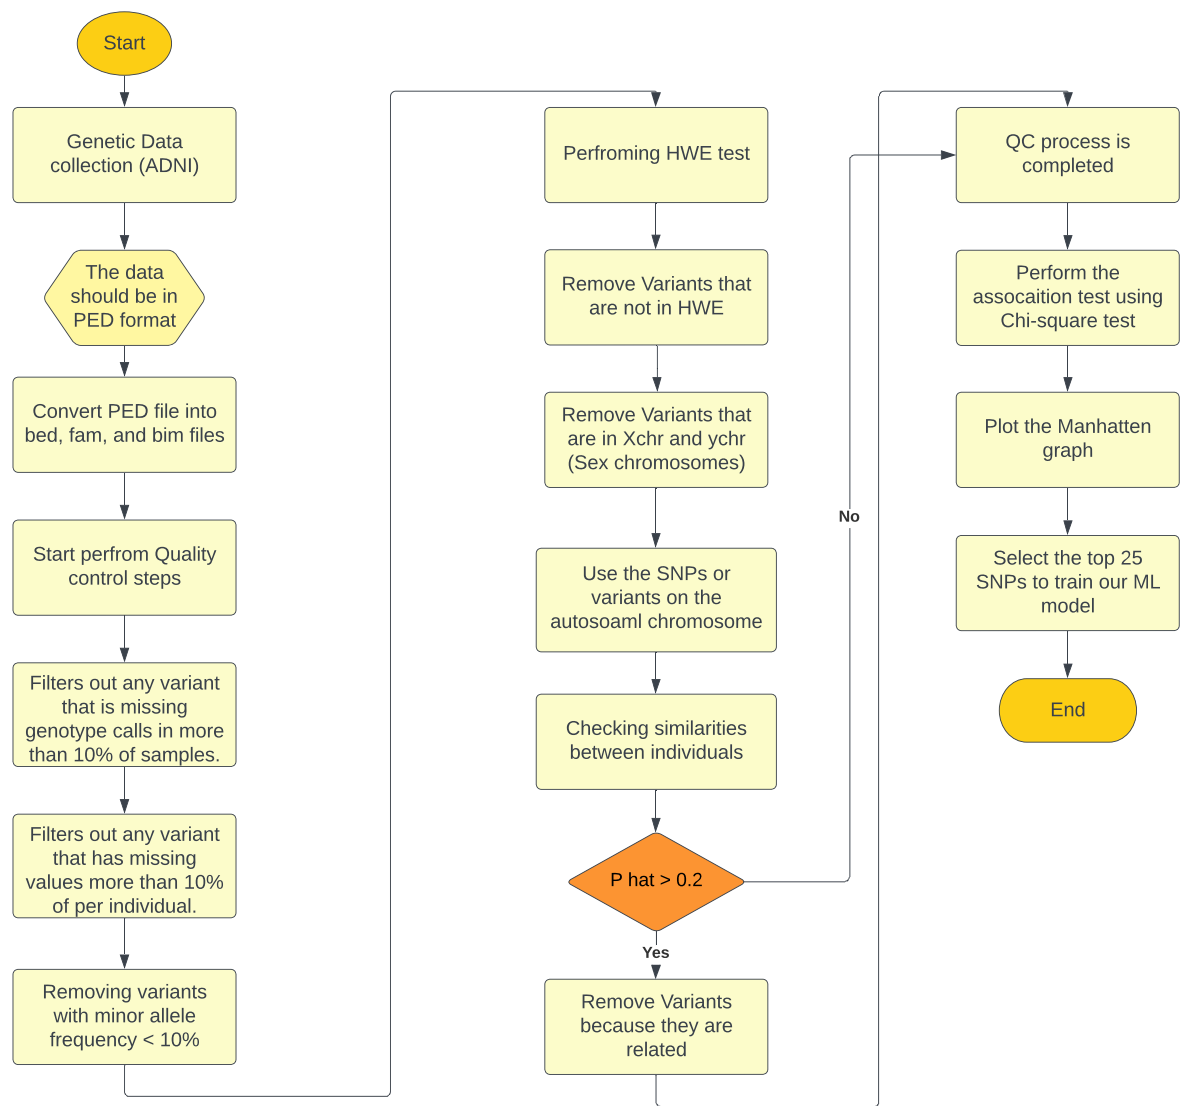 Start
Genetic Data
collection (ADNI)
The data
should be in
PED format
Convert PED file into
bed, fam, and bim files
Start perfrom Quality
control steps
Filters out any variant
that is missing
genotype calls in more
than 10% of samples.
Filters out any variant
that has missing
values more than 10%
of per individual.
Removing variants
with minor allele
frequency < 10%
Perfroming HWE test
Remove Variants that
are not in HWE
Remove Variants that
are in Xchr and ychr
(Sex chromosomes)
Use the SNPs or
variants on the
autosoaml chromosome
Checking similarities
between individuals
P hat > 0.2
Yes
Remove Variants
because they are
related
No
QC process is
completed
Perform the
assocaition test using
Chi-square test
Plot the Manhatten
graph
Select the top 25
SNPs to train our ML
model
End